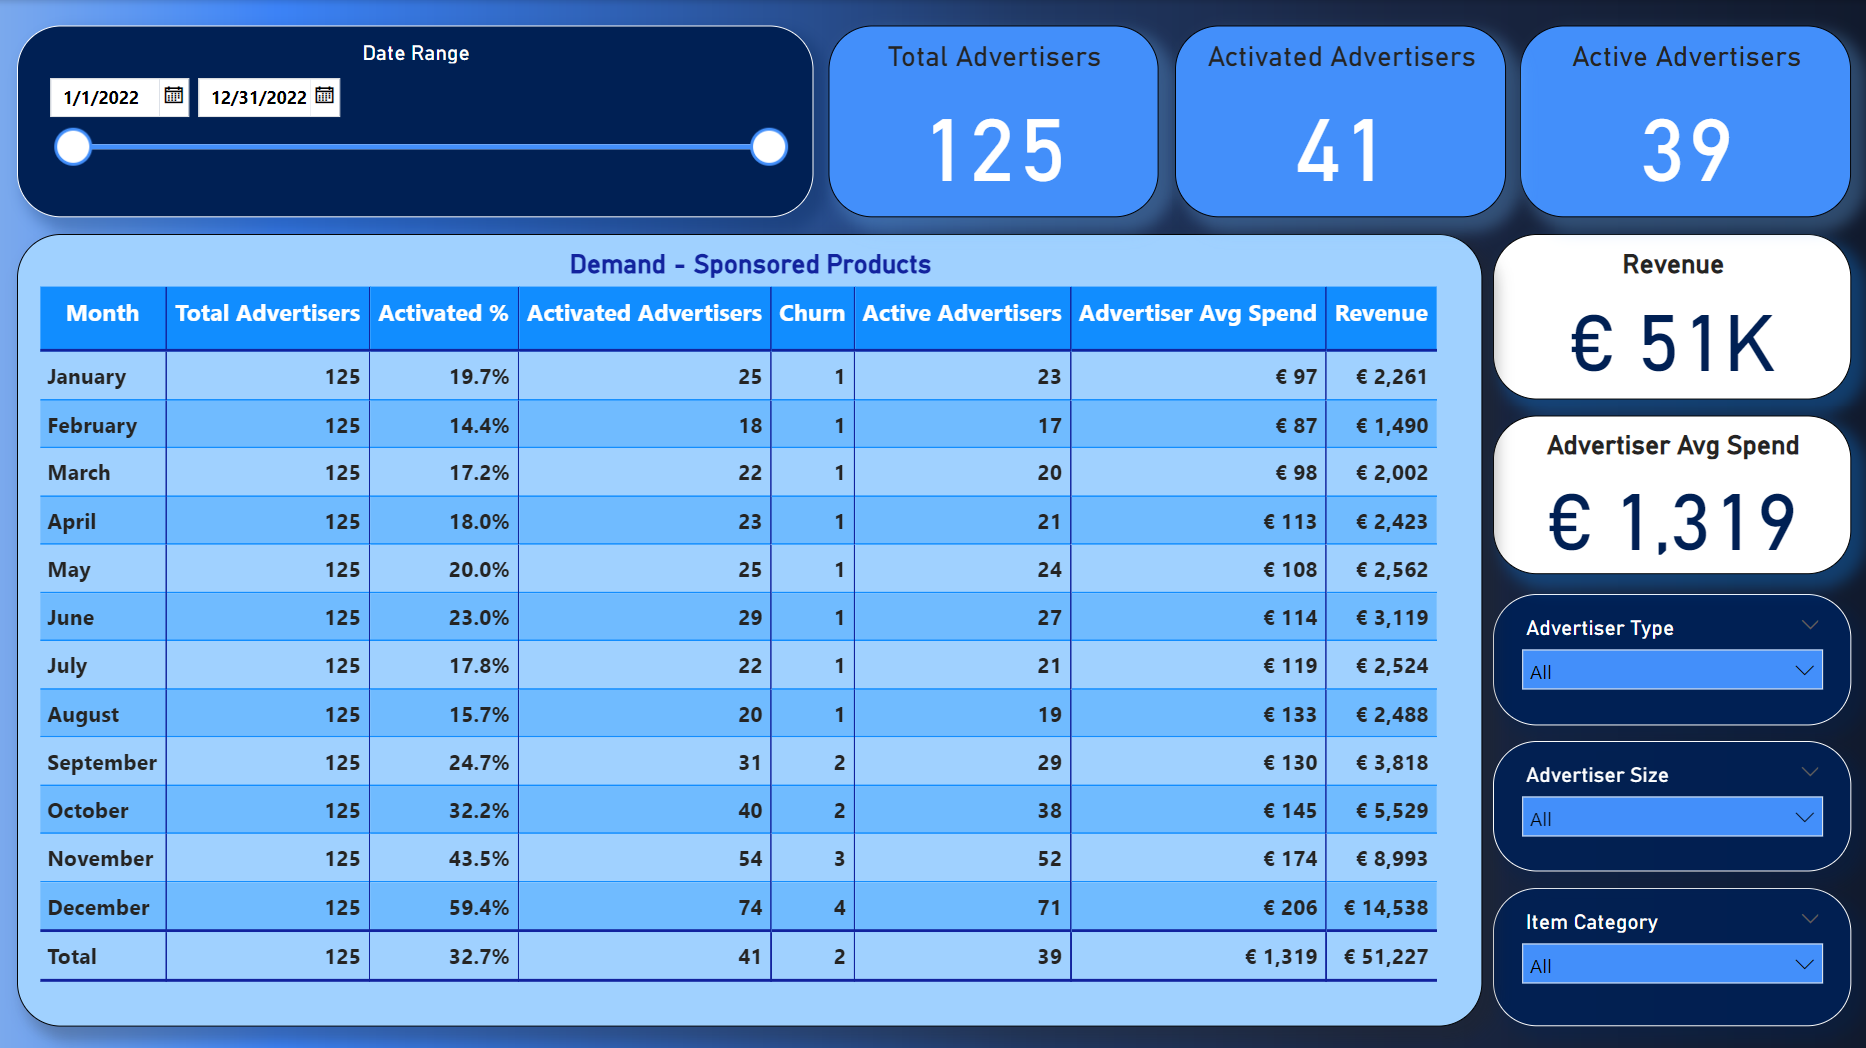 Date Range
1/1/2022 12/31/2022
Total Advertisers
125
Activated Advertisers
41
Active Advertisers
39
Demand - Sponsored Products
Month Total Advertisers Activated % Activated Advertisers Churn Active Advertisers Advertiser Avg Spend Revenue
January 125 19.7% 25 1 23 € 97 € 2,261
February 125 14.4% 18 1 17 € 87 € 1,490
March 125 17.2% 22 1 20 € 98 € 2,002
April 125 18.0% 23 1 21 € 113 € 2,423
May 125 20.0% 25 1 24 € 108 € 2,562
June 125 23.0% 29 1 27 € 114 € 3,119
July 125 17.8% 22 1 21 € 119 € 2,524
August 125 15.7% 20 1 19 € 133 € 2,488
September 125 24.7% 31 2 29 € 130 € 3,818
October 125 32.2% 40 2 38 € 145 € 5,529
November 125 43.5% 54 3 52 € 174 € 8,993
December 125 59.4% 74 4 71 € 206 € 14,538
Total 125 32.7% 41 2 39 € 1,319 € 51,227
Revenue
€ 51K
Advertiser Avg Spend
€ 1,319
Advertiser Type
All
Advertiser Size
All
Item Category
All